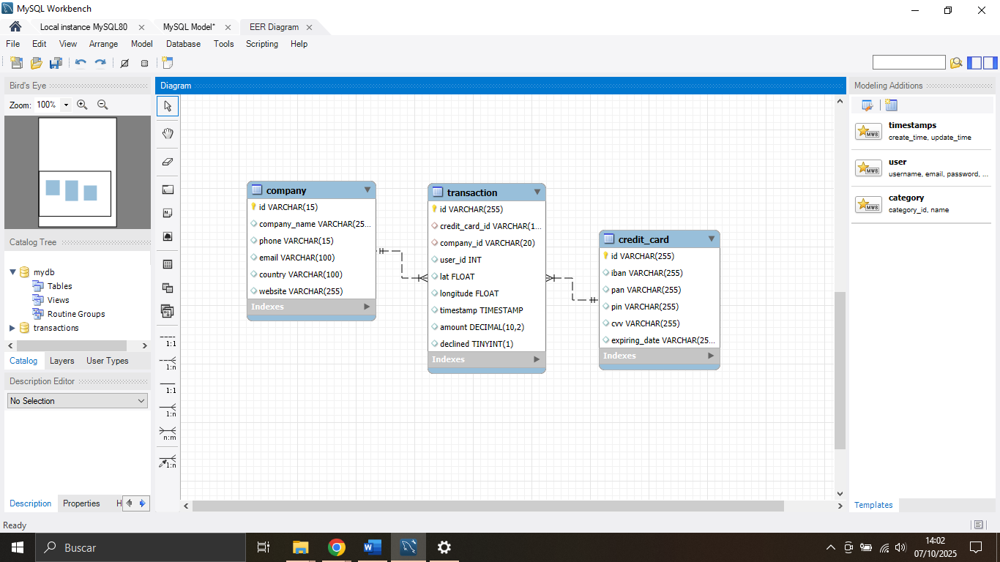 MySQL Workbench
Local instance MySQL80
MySQL Model*
EER Diagram
File Edit View Arrange Model Database Tools Scripting Help
Bird's Eye
Zoom: 100%
Catalog Tree
mydb
Tables
Views
Routine Groups
transactions
Catalog Layers User Types
Description Editor
No Selection
Description Properties H
Ready
Diagram
1:1
1:n
1:1
1:n
n:m
1:n
company
id VARCHAR(15)
company_name VARCHAR(25...
phone VARCHAR(15)
email VARCHAR(100)
country VARCHAR(100)
website VARCHAR(255)
Indexes
transaction
id VARCHAR(255)
credit_card_id VARCHAR(1...
company_id VARCHAR(20)
user_id INT
lat FLOAT
longitude FLOAT
timestamp TIMESTAMP
amount DECIMAL(10,2)
declined TINYINT(1)
Indexes
credit_card
id VARCHAR(255)
iban VARCHAR(255)
pan VARCHAR(255)
pin VARCHAR(255)
cvv VARCHAR(255)
expiring_date VARCHAR(25...
Indexes
Modeling Additions
MWB
timestamps
create_time, update_time
MWB
user
username, email, password, ...
MWB
category
category_id, name
Templates
Buscar
W
14:02
07/10/2025